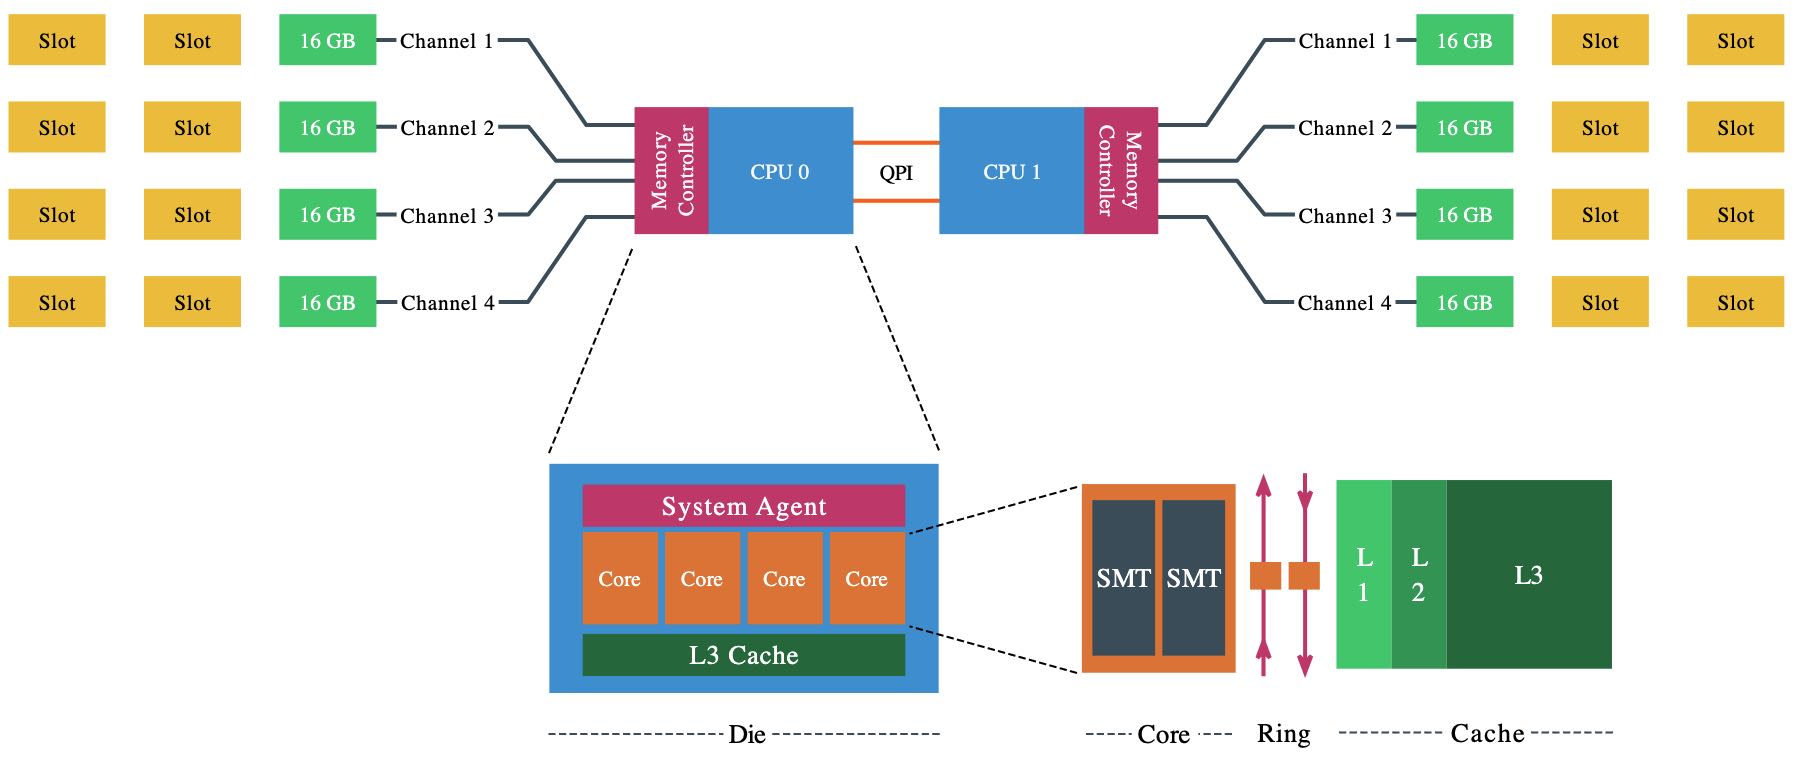 Slot Slot 16 GB Channel 1 Channel 1 16 GB Slot Slot
Slot Slot 16 GB Channel 2 Channel 2 16 GB Slot Slot
Memory Controller CPU 0 QPI CPU 1 Memory Controller
Slot Slot 16 GB Channel 3 Channel 3 16 GB Slot Slot
Slot Slot 16 GB Channel 4 Channel 4 16 GB Slot Slot
System Agent
Core Core Core Core
L3 Cache
SMT SMT
L1 L2 L3
Die Core Ring Cache